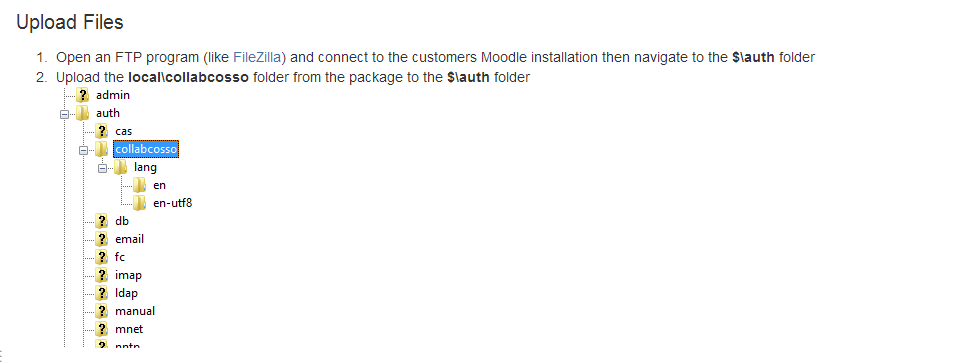 Upload Files
1. Open an FTP program (like FileZilla) and connect to the customers Moodle installation then navigate to the $\auth folder
2. Upload the local\collabcosso folder from the package to the $\auth folder
admin
auth
cas
collabcosso
lang
en
en-utf8
db
email
fc
imap
ldap
manual
mnet